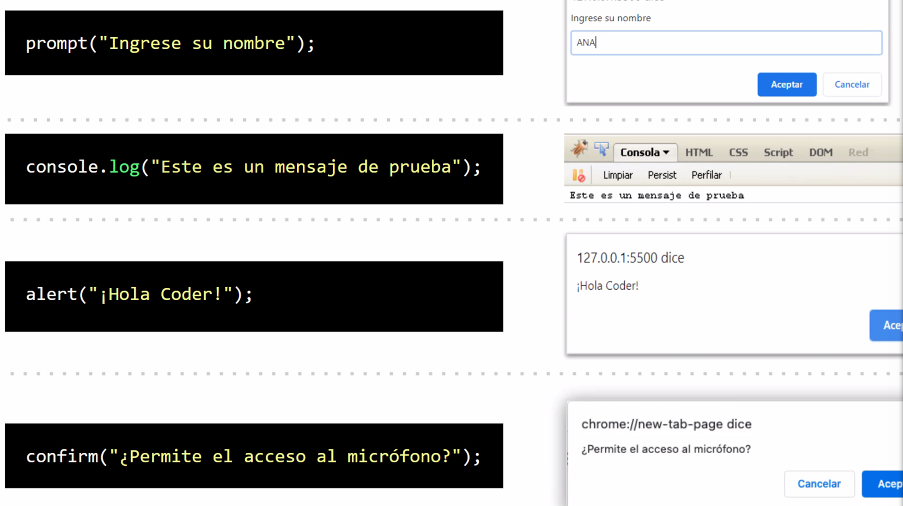 prompt("Ingrese su nombre");
Ingrese su nombre
ANA
Aceptar Cancelar
console.log("Este es un mensaje de prueba");
Consola HTML CSS Script DOM Red
Limpiar Persist Perfilar
Este es un mensaje de prueba
alert("¡Hola Coder!");
127.0.0.1:5500 dice
¡Hola Coder!
confirm("¿Permite el acceso al micrófono?");
chrome://new-tab-page dice
¿Permite el acceso al micrófono?
Cancelar